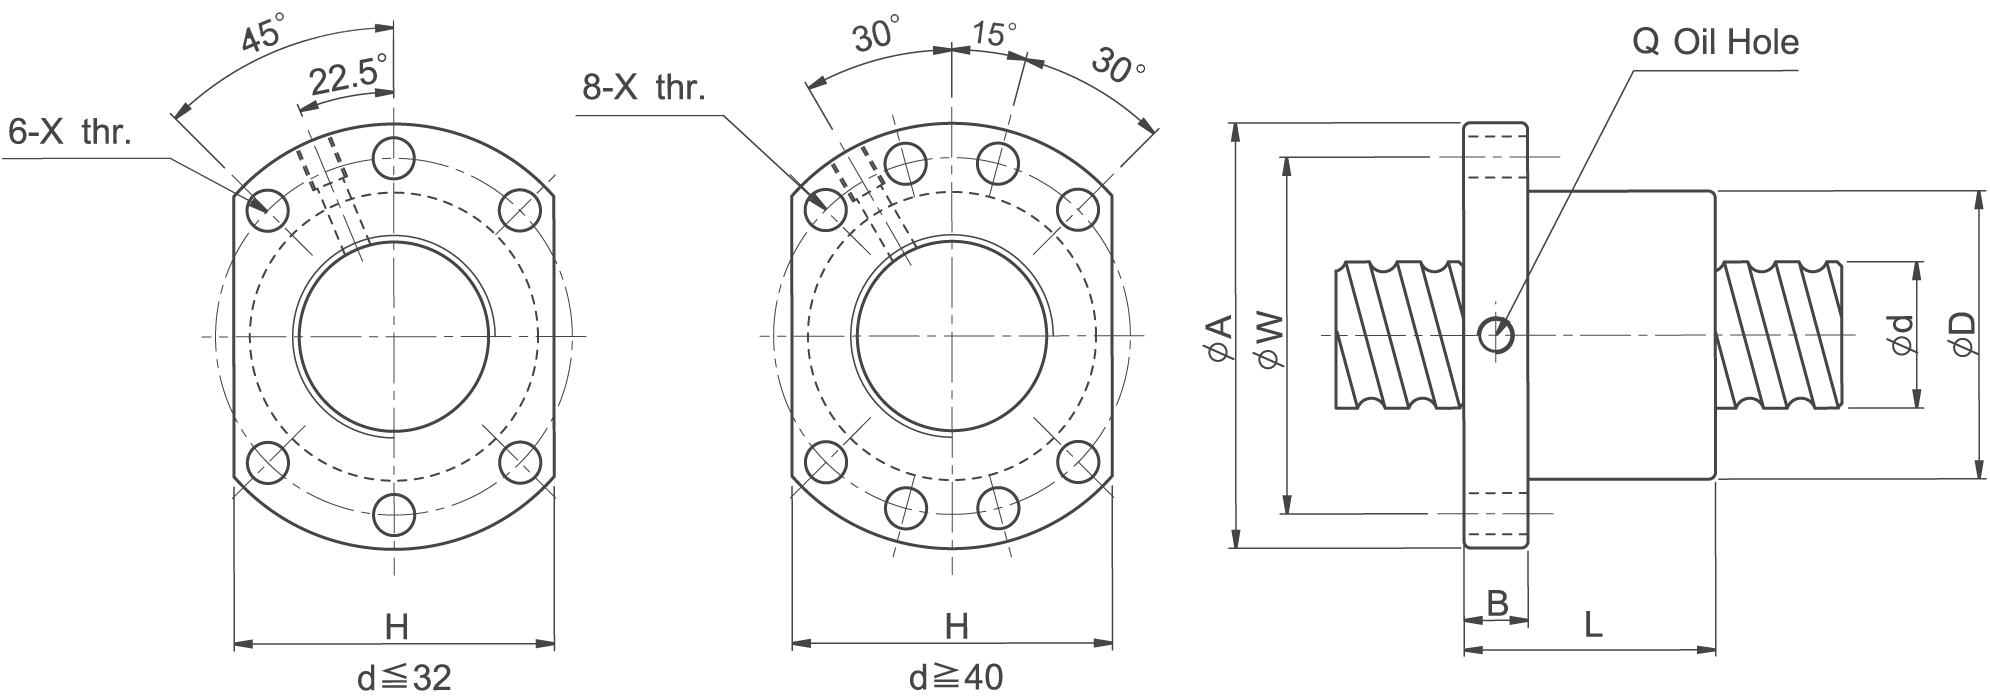 45°
22.5°
6-X thr.
H
d≦32
30°
15°
30°
8-X thr.
H
d≧40
Q Oil Hole
ϕA
ϕW
ϕd
ϕD
B
L